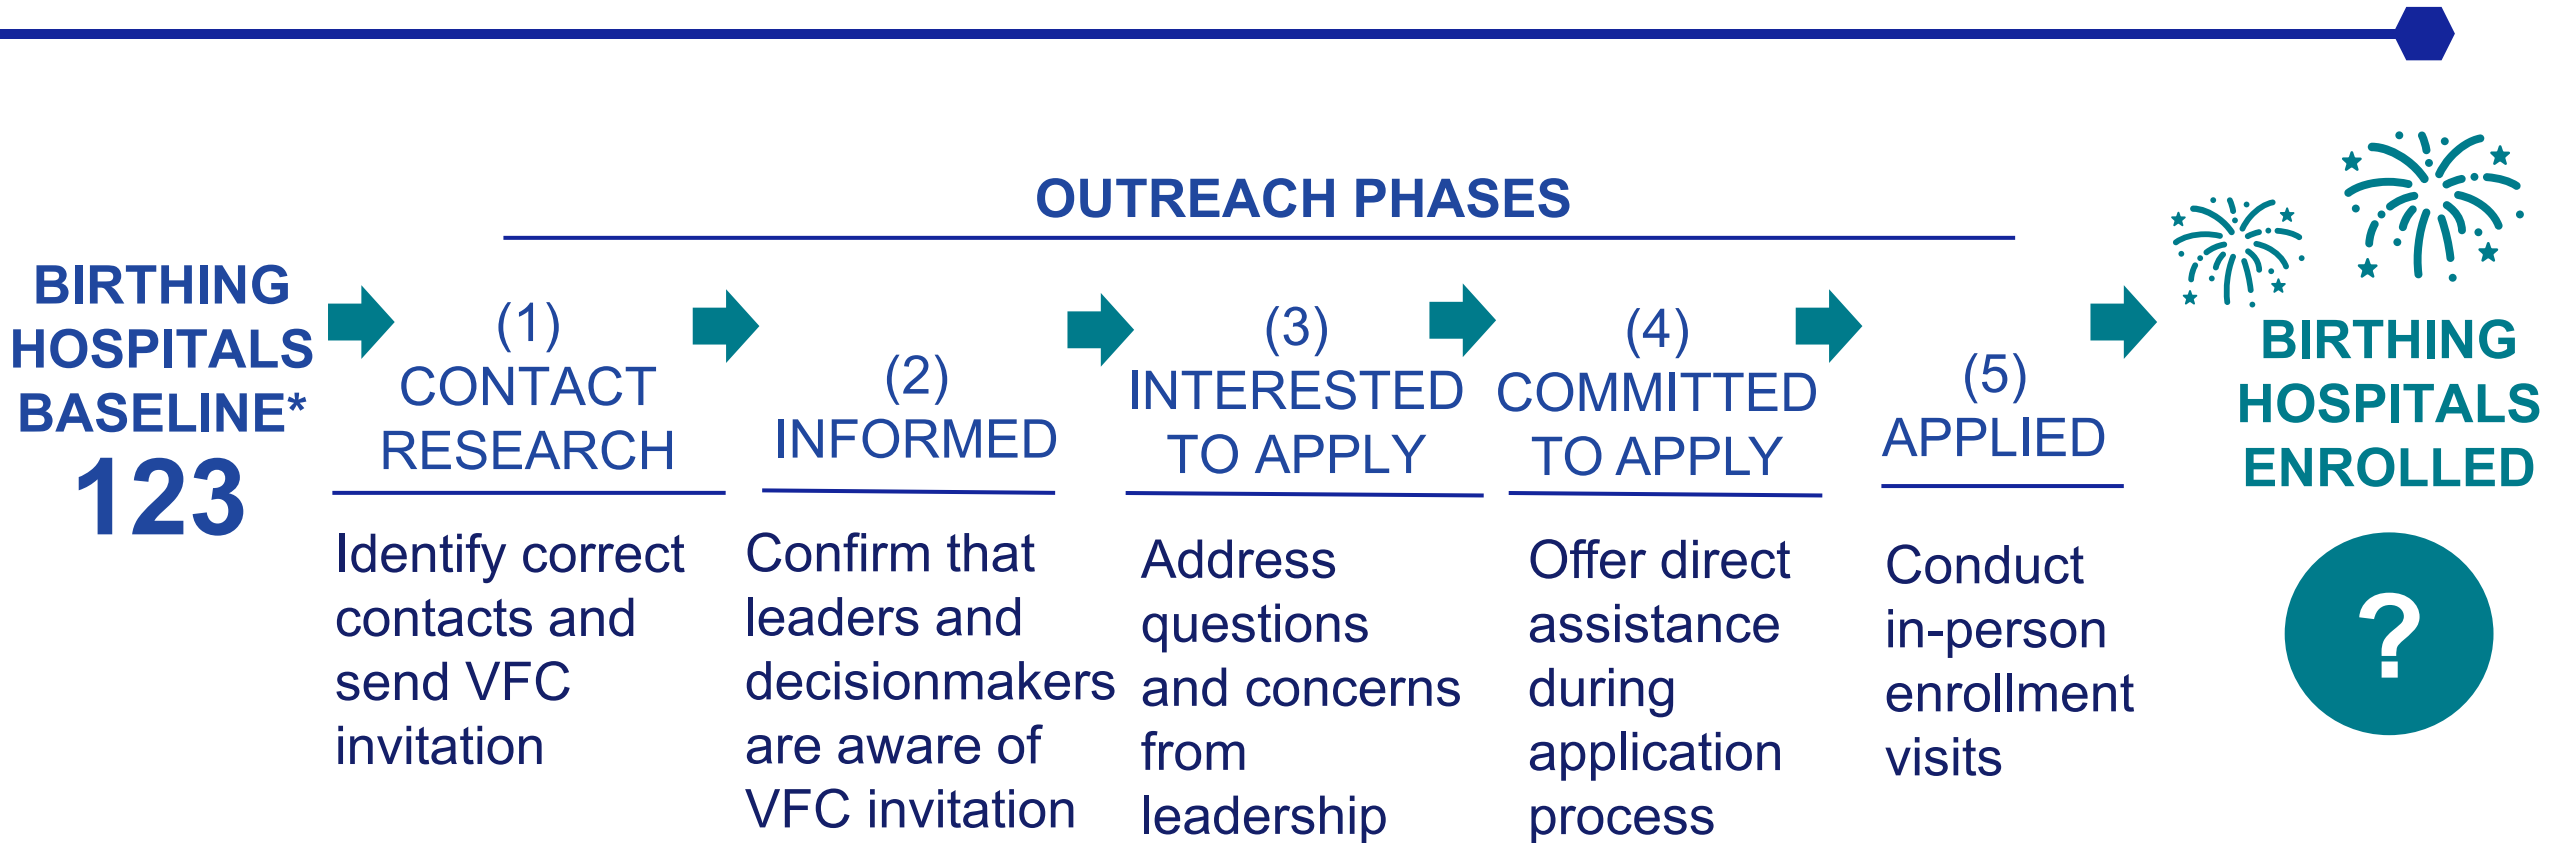 OUTREACH PHASES
BIRTHING
HOSPITALS
BASELINE*
123
(1)
CONTACT
RESEARCH
Identify correct
contacts and
send VFC
invitation
(2)
INFORMED
Confirm that
leaders and
decisionmakers
are aware of
VFC invitation
(3)
INTERESTED
TO APPLY
Address
questions
and concerns
from
leadership
(4)
COMMITTED
TO APPLY
Offer direct
assistance
during
application
process
(5)
APPLIED
Conduct
in-person
enrollment
visits
BIRTHING
HOSPITALS
ENROLLED
?